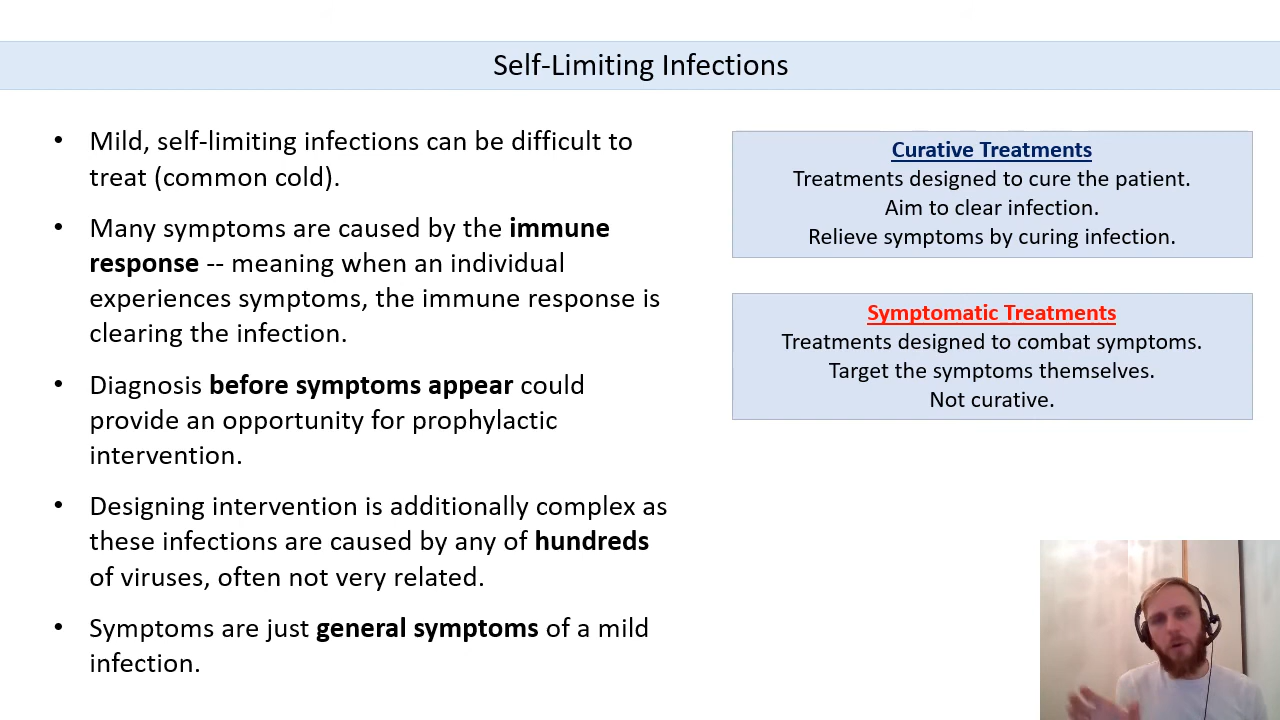 Self-Limiting Infections
• Mild, self-limiting infections can be difficult to
treat (common cold).
• Many symptoms are caused by the immune
response -- meaning when an individual
experiences symptoms, the immune response is
clearing the infection.
• Diagnosis before symptoms appear could
provide an opportunity for prophylactic
intervention.
• Designing intervention is additionally complex as
these infections are caused by any of hundreds
of viruses, often not very related.
• Symptoms are just general symptoms of a mild
infection.
Curative Treatments
Treatments designed to cure the patient.
Aim to clear infection.
Relieve symptoms by curing infection.
Symptomatic Treatments
Treatments designed to combat symptoms.
Target the symptoms themselves.
Not curative.